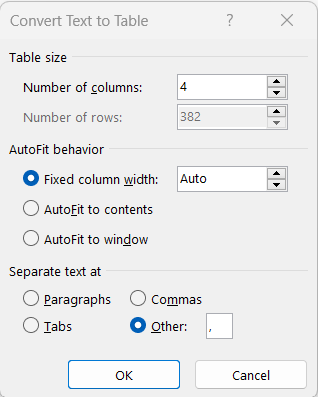 Convert Text to Table ? ×
Table size
Number of columns: 4
Number of rows: 382
AutoFit behavior
Fixed column width: Auto
AutoFit to contents
AutoFit to window
Separate text at
Paragraphs Commas
Tabs Other: ,
OK Cancel